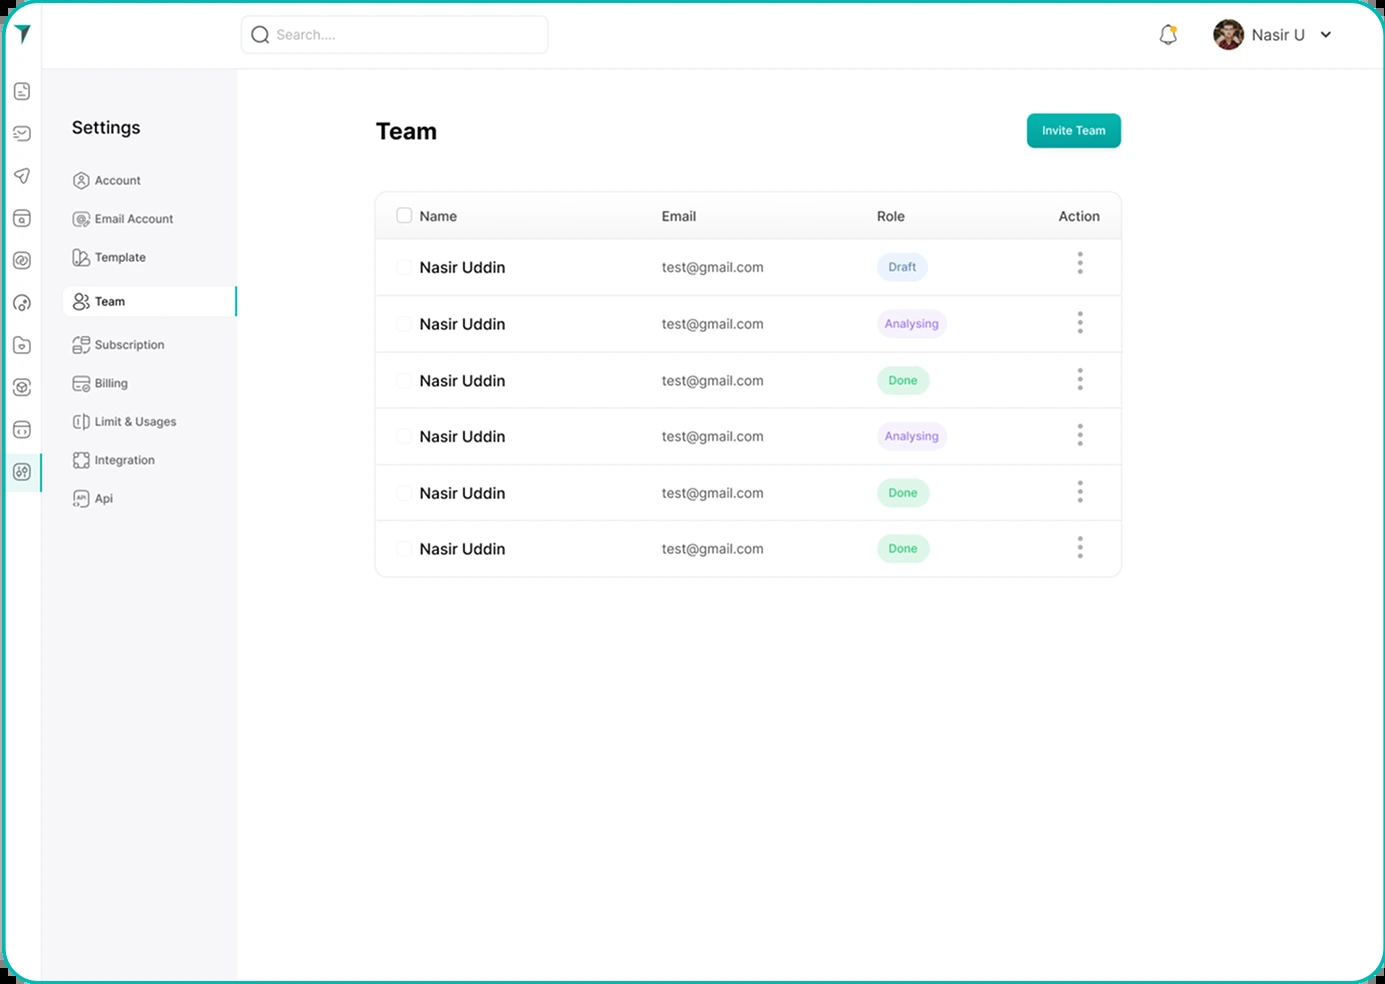 Search....
Nasir U
Settings
Account
Email Account
Template
Team
Subscription
Billing
Limit & Usages
Integration
Api
Team
Invite Team
Name Email Role Action
Nasir Uddin test@gmail.com Draft
Nasir Uddin test@gmail.com Analysing
Nasir Uddin test@gmail.com Done
Nasir Uddin test@gmail.com Analysing
Nasir Uddin test@gmail.com Done
Nasir Uddin test@gmail.com Done